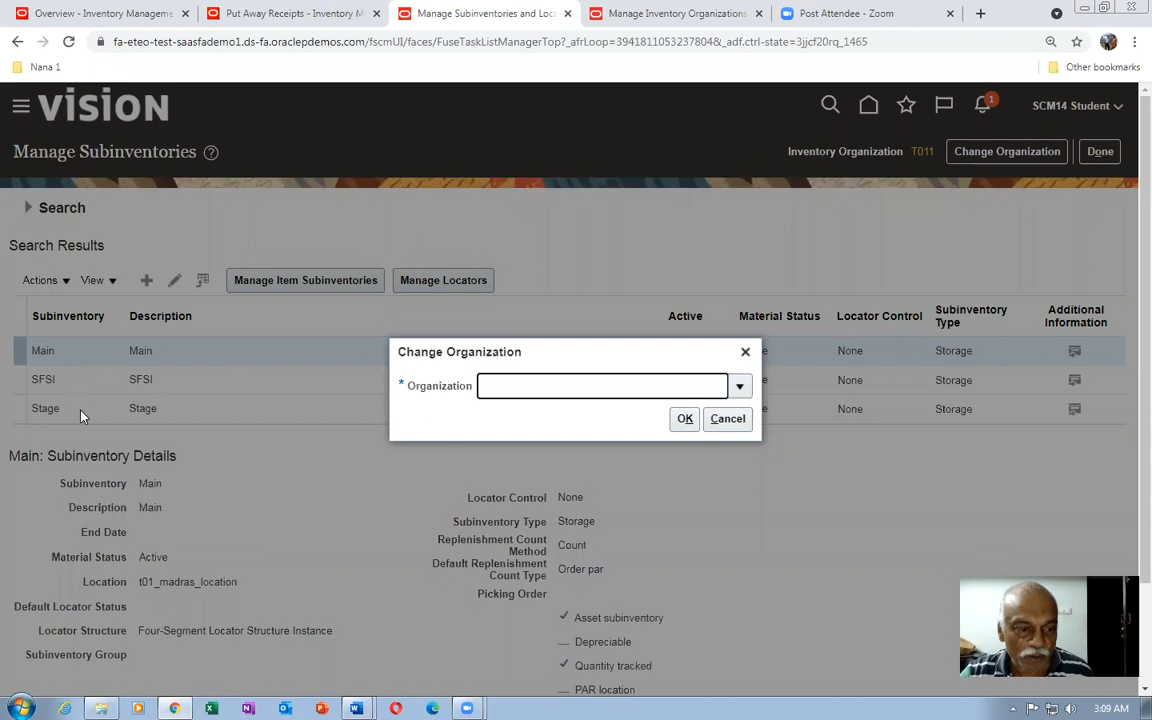 Overview - Inventory Manageme
Put Away Receipts - Inventory M
Manage Subinventories and Loca
Manage Inventory Organizations
Post Attendee - Zoom
fa-eteo-test-saasfademo1.ds-fa.oraclepdemos.com/fscmUI/faces/FuseTaskListManagerTop?_afrLoop=3941811053237804&_adf.ctrl-state=3jjcf20rq_1465
Nana 1
Other bookmarks
vision
1
SCM14 Student
Manage Subinventories
Inventory Organization T011
Change Organization
Done
Search
Search Results
Actions
View
Manage Item Subinventories
Manage Locators
Subinventory Description Active Material Status Locator Control Subinventory Type Additional Information
Main Main None Storage
SFSI SFSI None Storage
Stage Stage None Storage
Change Organization
* Organization
OK
Cancel
Main: Subinventory Details
Subinventory Main
Description Main
End Date
Material Status Active
Location t01_madras_location
Default Locator Status
Locator Structure Four-Segment Locator Structure Instance
Subinventory Group
Locator Control None
Subinventory Type Storage
Replenishment Count Method Count
Default Replenishment Count Type Order par
Picking Order
Asset subinventory
Depreciable
Quantity tracked
PAR location
3:09 AM